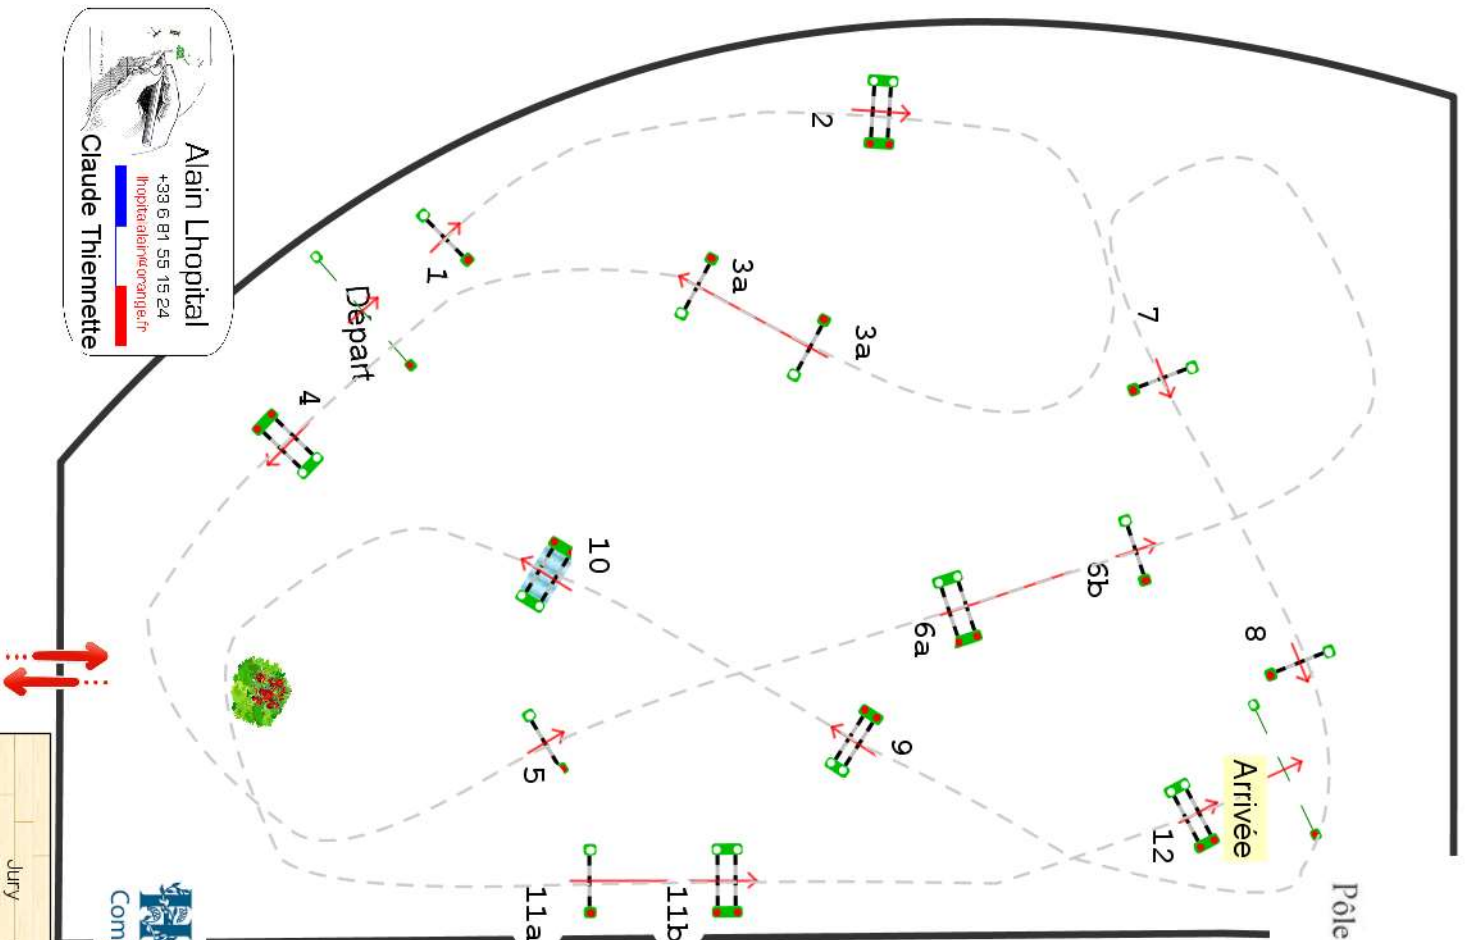 Alain Lhopital
+33 6 81 55 15 24
lhopitalalain@orange.fr
Claude Thiennette
Départ
1
2
3a
3a
4
5
6a
6b
7
8
9
10
11a
11b
12
Arrivée
Pôle
Jury
Com